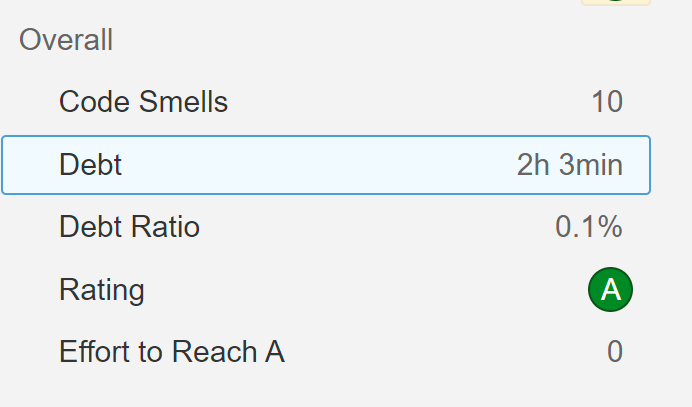 Overall
Code Smells 10
Debt 2h 3min
Debt Ratio 0.1%
Rating A
Effort to Reach A 0